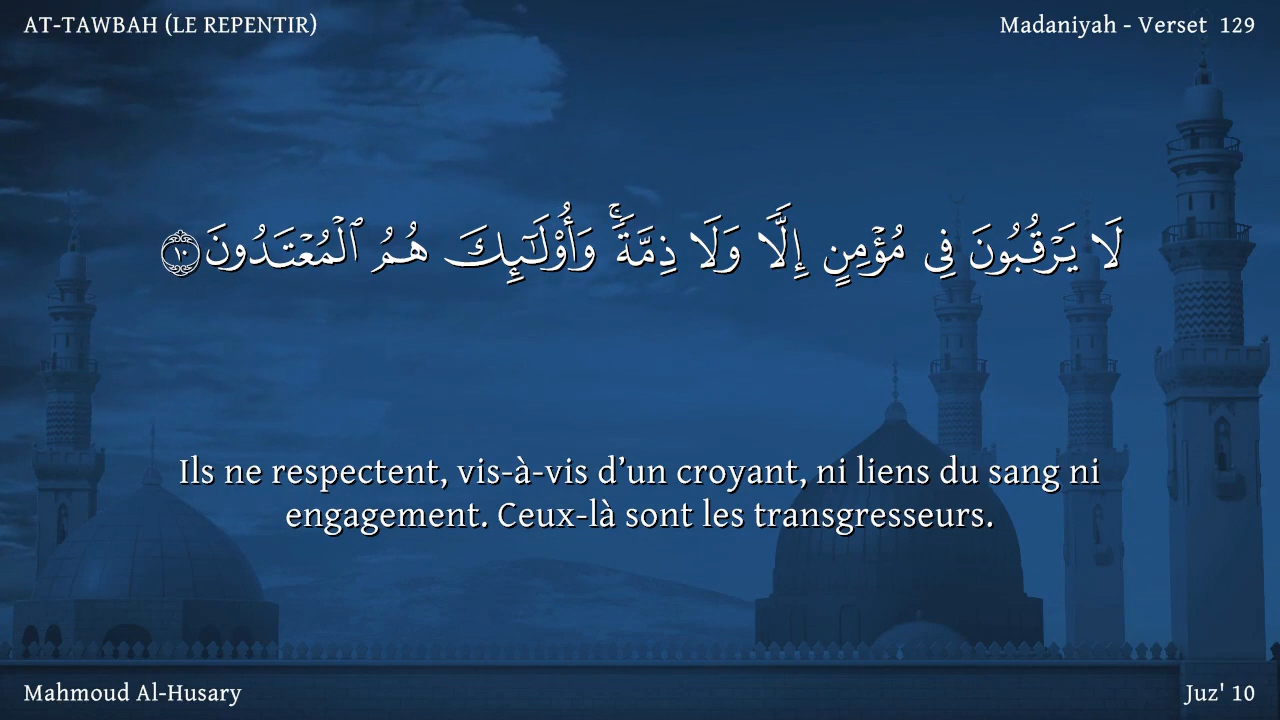 AT-TAWBAH (LE REPENTIR)
Madaniyah - Verset 129
لَا يَرْقُبُونَ فِى مُؤْمِنٍ إِلًّا وَلَا ذِمَّةً ۚ وَأُو۟لَـٰٓئِكَ هُمُ ٱلْمُعْتَدُونَ ١٠
Ils ne respectent, vis-à-vis d’un croyant, ni liens du sang ni
engagement. Ceux-là sont les transgresseurs.
Mahmoud Al-Husary
Juz' 10